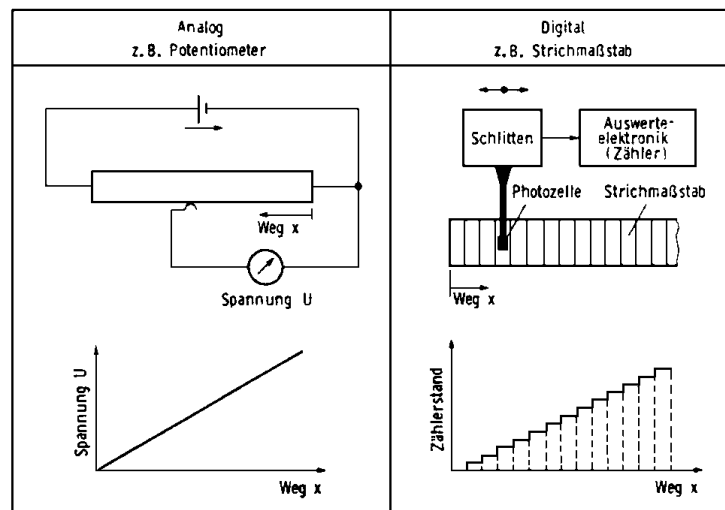 Analog
z.B. Potentiometer
Weg x
Spannung U
Spannung U
Weg x
Digital
z.B. Strichmaßstab
Schlitten
Auswerte-
elektronik
(Zähler)
Photozelle
Strichmaßstab
Weg x
Zählerstand
Weg x